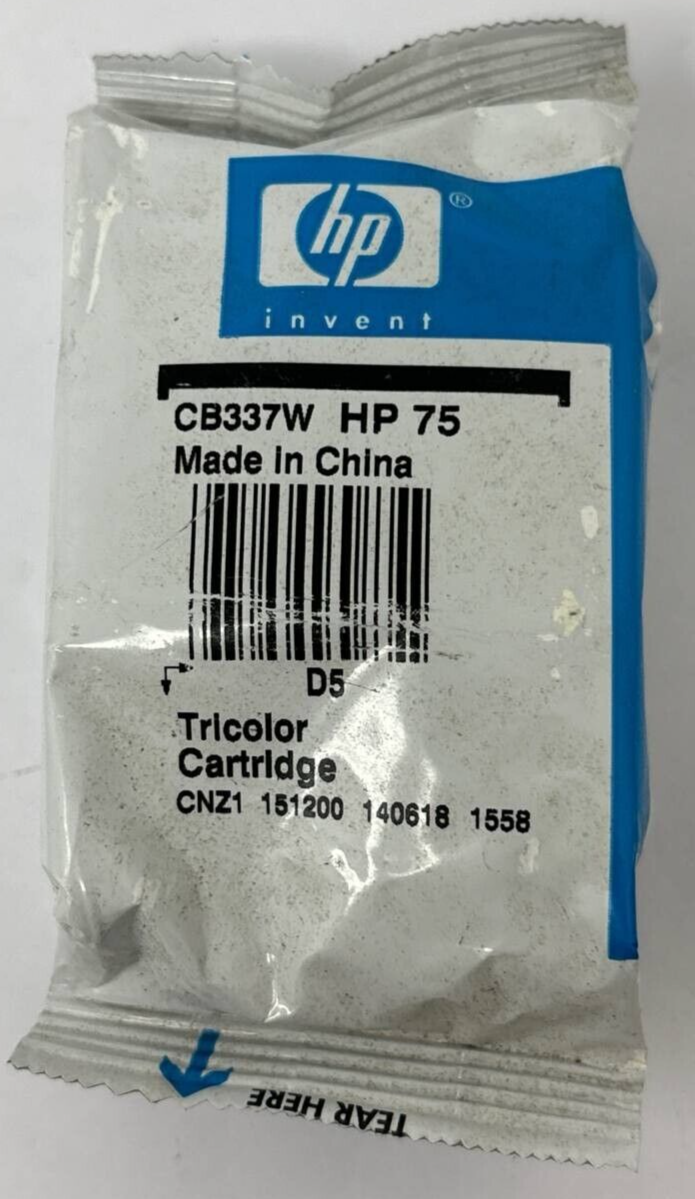 hp ®
invent
CB337W HP 75
Made in China
D5
Tricolor
Cartridge
CNZ1 151200 140618 1558
TEAR HERE